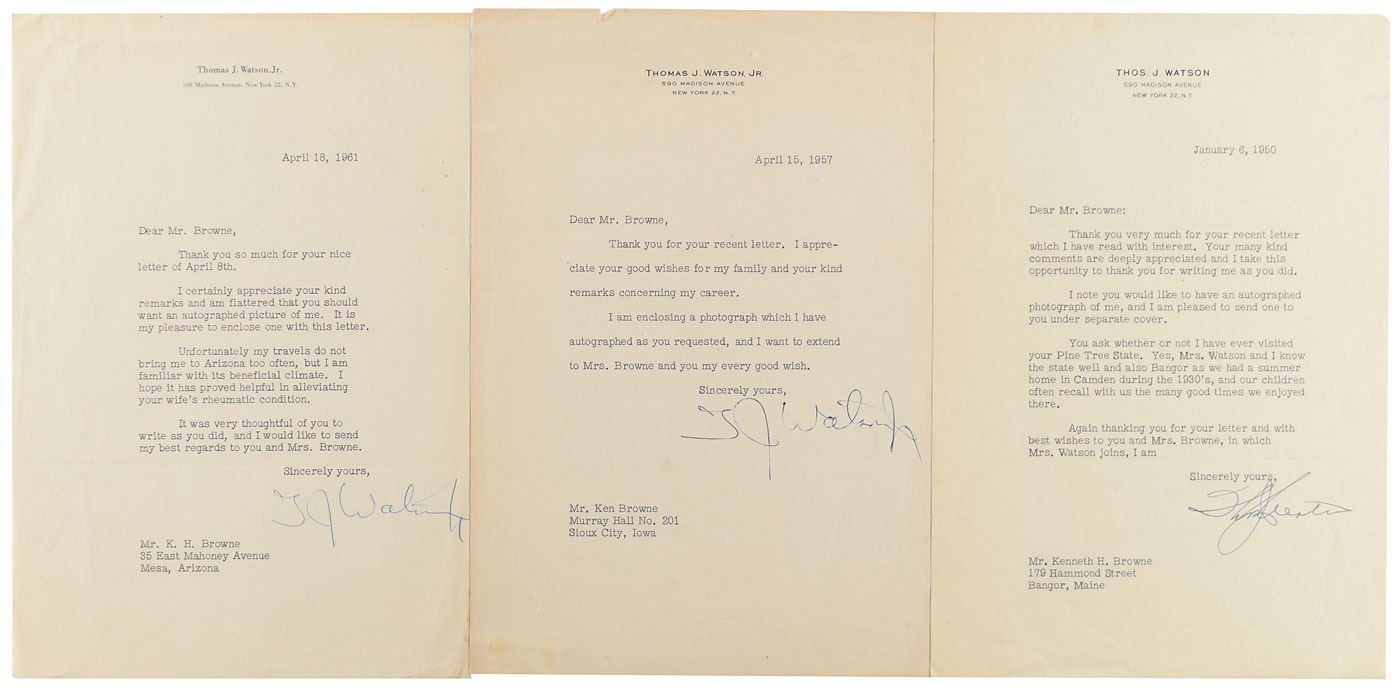 Thomas J. Watson, Jr.
590 Madison Avenue, New York 22, N.Y.
April 18, 1961
Dear Mr. Browne,
Thank you so much for your nice
letter of April 8th.
I certainly appreciate your kind
remarks and am flattered that you should
want an autographed picture of me. It is
my pleasure to enclose one with this letter.
Unfortunately my travels do not
bring me to Arizona too often, but I am
familiar with its beneficial climate. I
hope it has proved helpful in alleviating
your wife's rheumatic condition.
It was very thoughtful of you to
write as you did, and I would like to send
my best regards to you and Mrs. Browne.
Sincerely yours,
T J Watson Jr
Mr. K. H. Browne
35 East Mahoney Avenue
Mesa, Arizona
THOMAS J. WATSON, JR.
590 MADISON AVENUE
NEW YORK 22, N.Y.
April 15, 1957
Dear Mr. Browne,
Thank you for your recent letter. I appre-
ciate your good wishes for my family and your kind
remarks concerning my career.
I am enclosing a photograph which I have
autographed as you requested, and I want to extend
to Mrs. Browne and you my every good wish.
Sincerely yours,
T J Watson Jr
Mr. Ken Browne
Murray Hall No. 201
Sioux City, Iowa
THOS. J. WATSON
590 MADISON AVENUE
NEW YORK 22, N.Y.
January 6, 1950
Dear Mr. Browne:
Thank you very much for your recent letter
which I have read with interest. Your many kind
comments are deeply appreciated and I take this
opportunity to thank you for writing me as you did.
I note you would like to have an autographed
photograph of me, and I am pleased to send one to
you under separate cover.
You ask whether or not I have ever visited
your Pine Tree State. Yes, Mrs. Watson and I know
the state well and also Bangor as we had a summer
home in Camden during the 1930's, and our children
often recall with us the many good times we enjoyed
there.
Again thanking you for your letter and with
best wishes to you and Mrs. Browne, in which
Mrs. Watson joins, I am
Sincerely yours,
Mr. Kenneth H. Browne
179 Hammond Street
Bangor, Maine